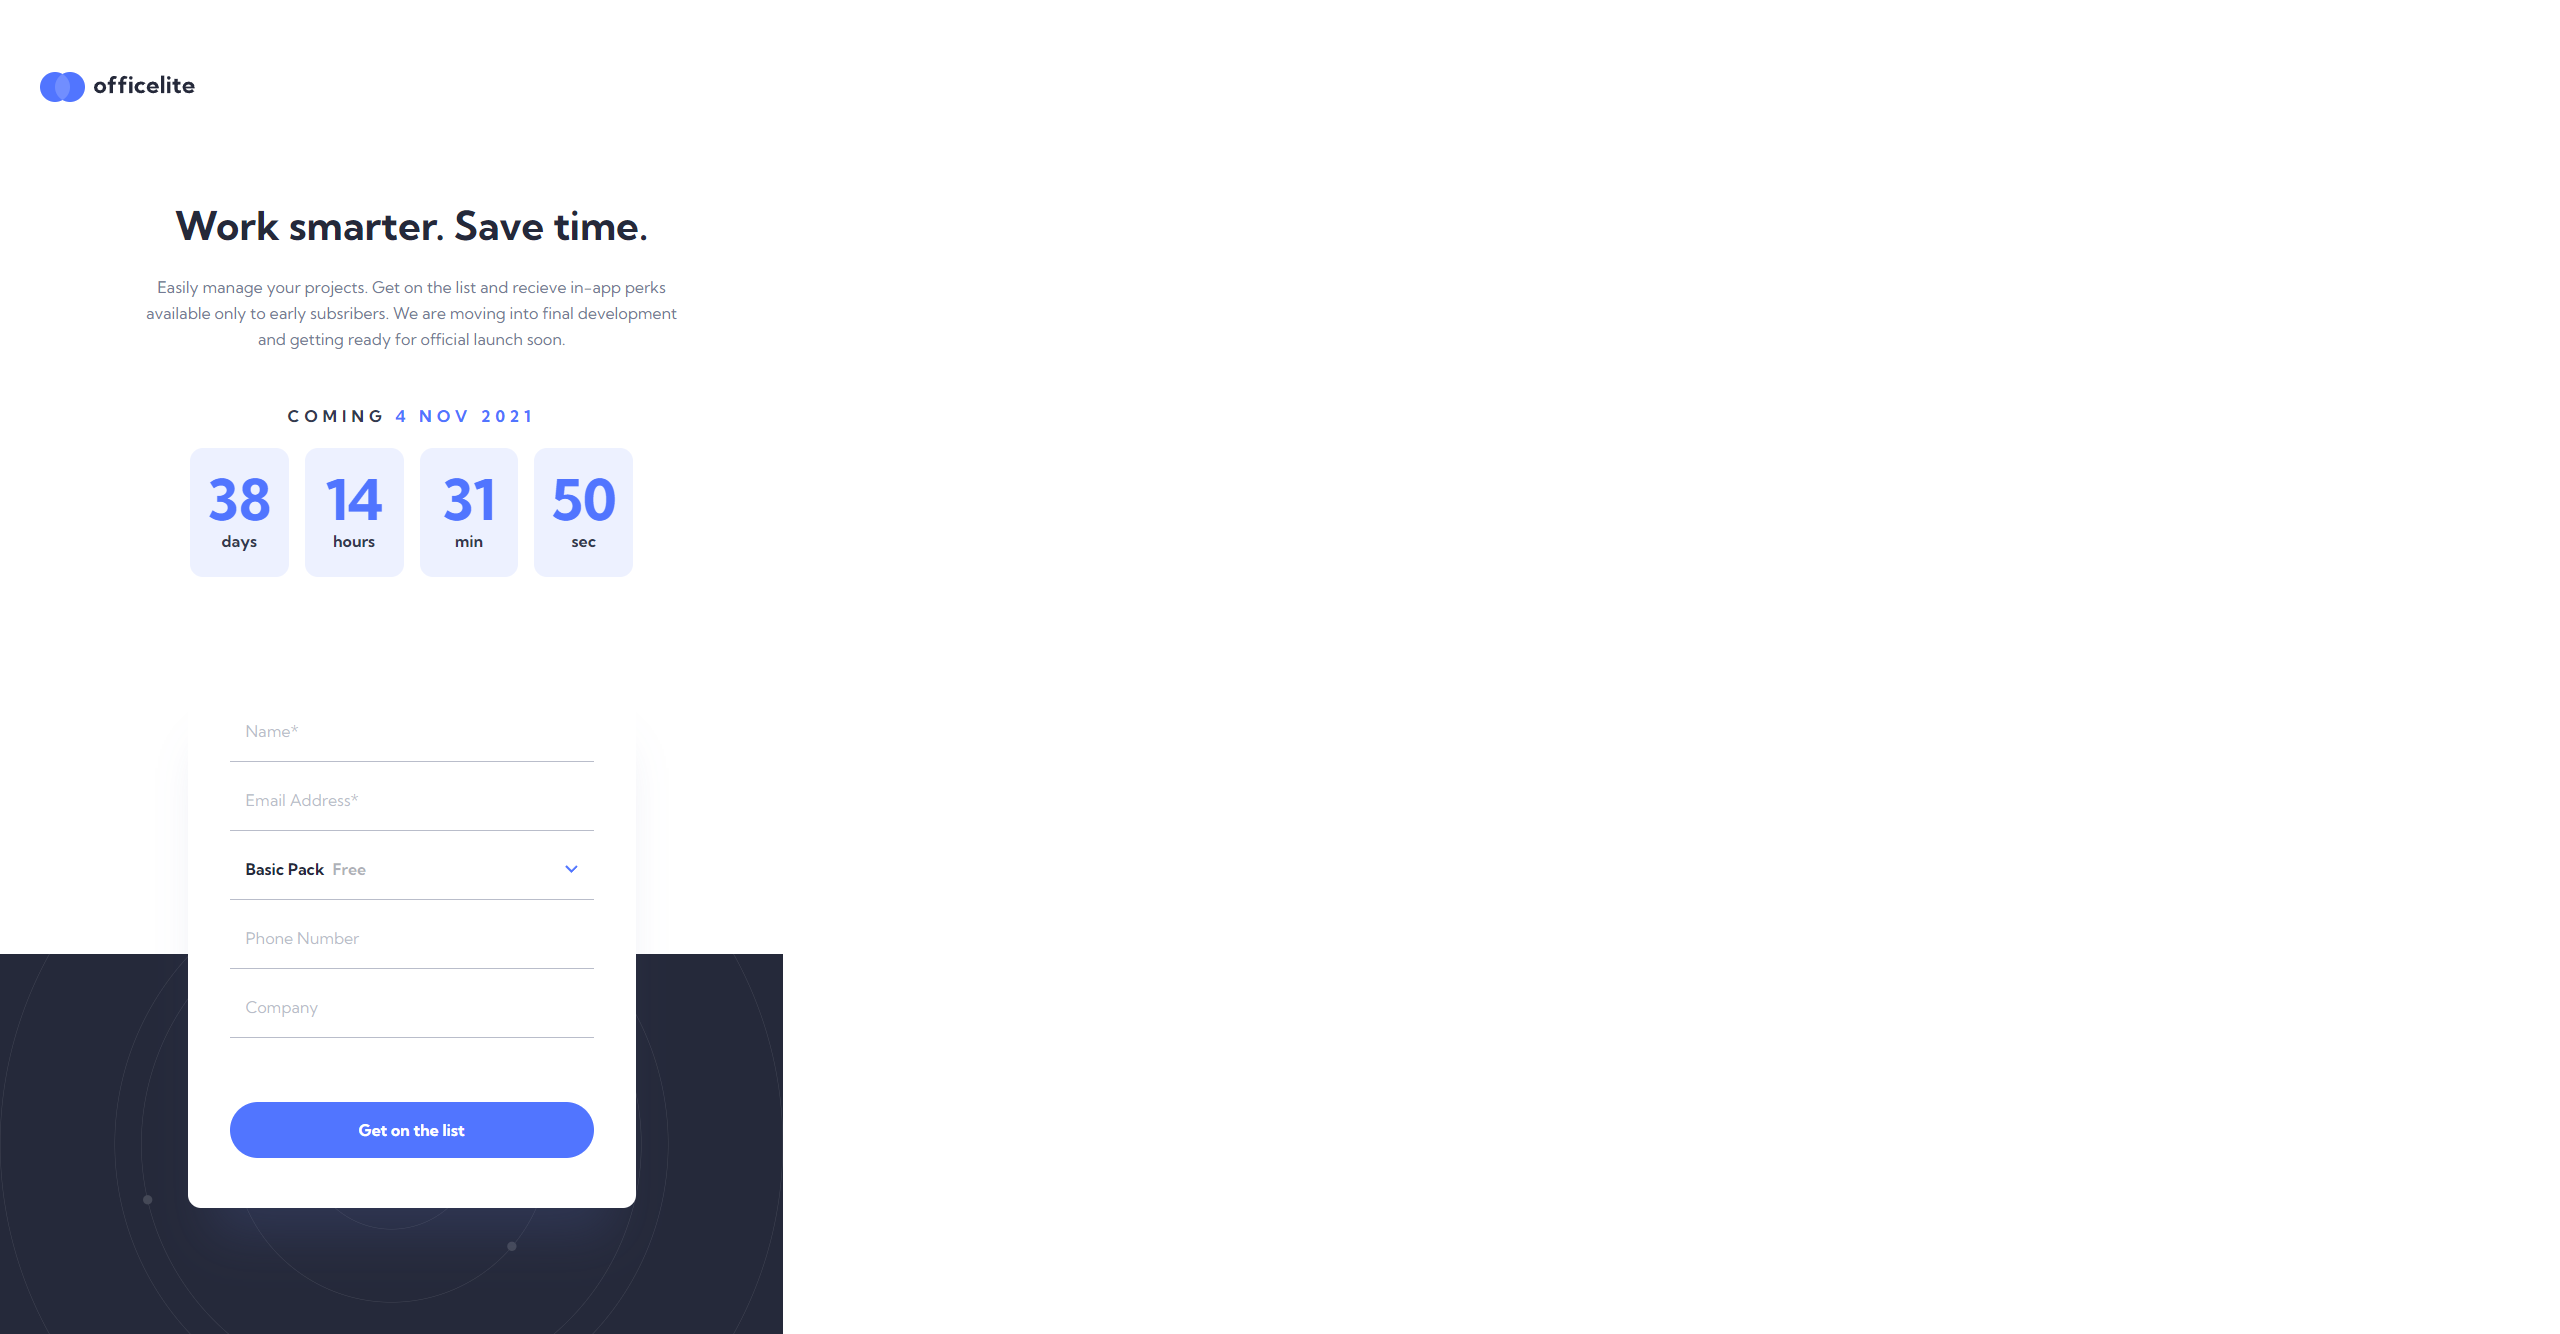 officelite
Work smarter. Save time.
Easily manage your projects. Get on the list and recieve in-app perks
available only to early subsribers. We are moving into final development
and getting ready for official launch soon.
COMING 4 NOV 2021
38 14 31 50
days hours min sec
Name*
Email Address*
Basic Pack Free
Phone Number
Company
Get on the list